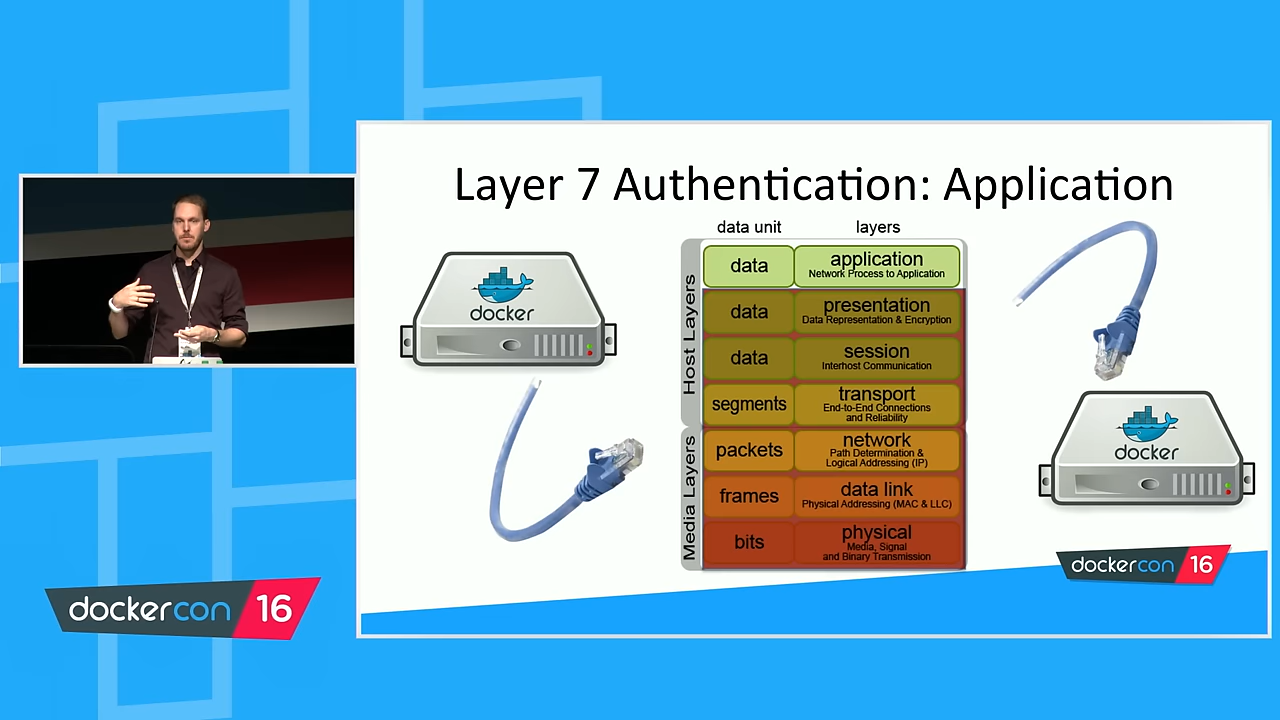 Layer 7 Authentication: Application
data unit
layers
Host Layers
Media Layers
data
application
Network Process to Application
data
presentation
Data Representation & Encryption
data
session
Interhost Communication
segments
transport
End-to-End Connections
and Reliability
packets
network
Path Determination &
Logical Addressing (IP)
frames
data link
Physical Addressing (MAC & LLC)
bits
physical
Media, Signal
and Binary Transmission
docker
docker
dockercon 16
dockercon 16